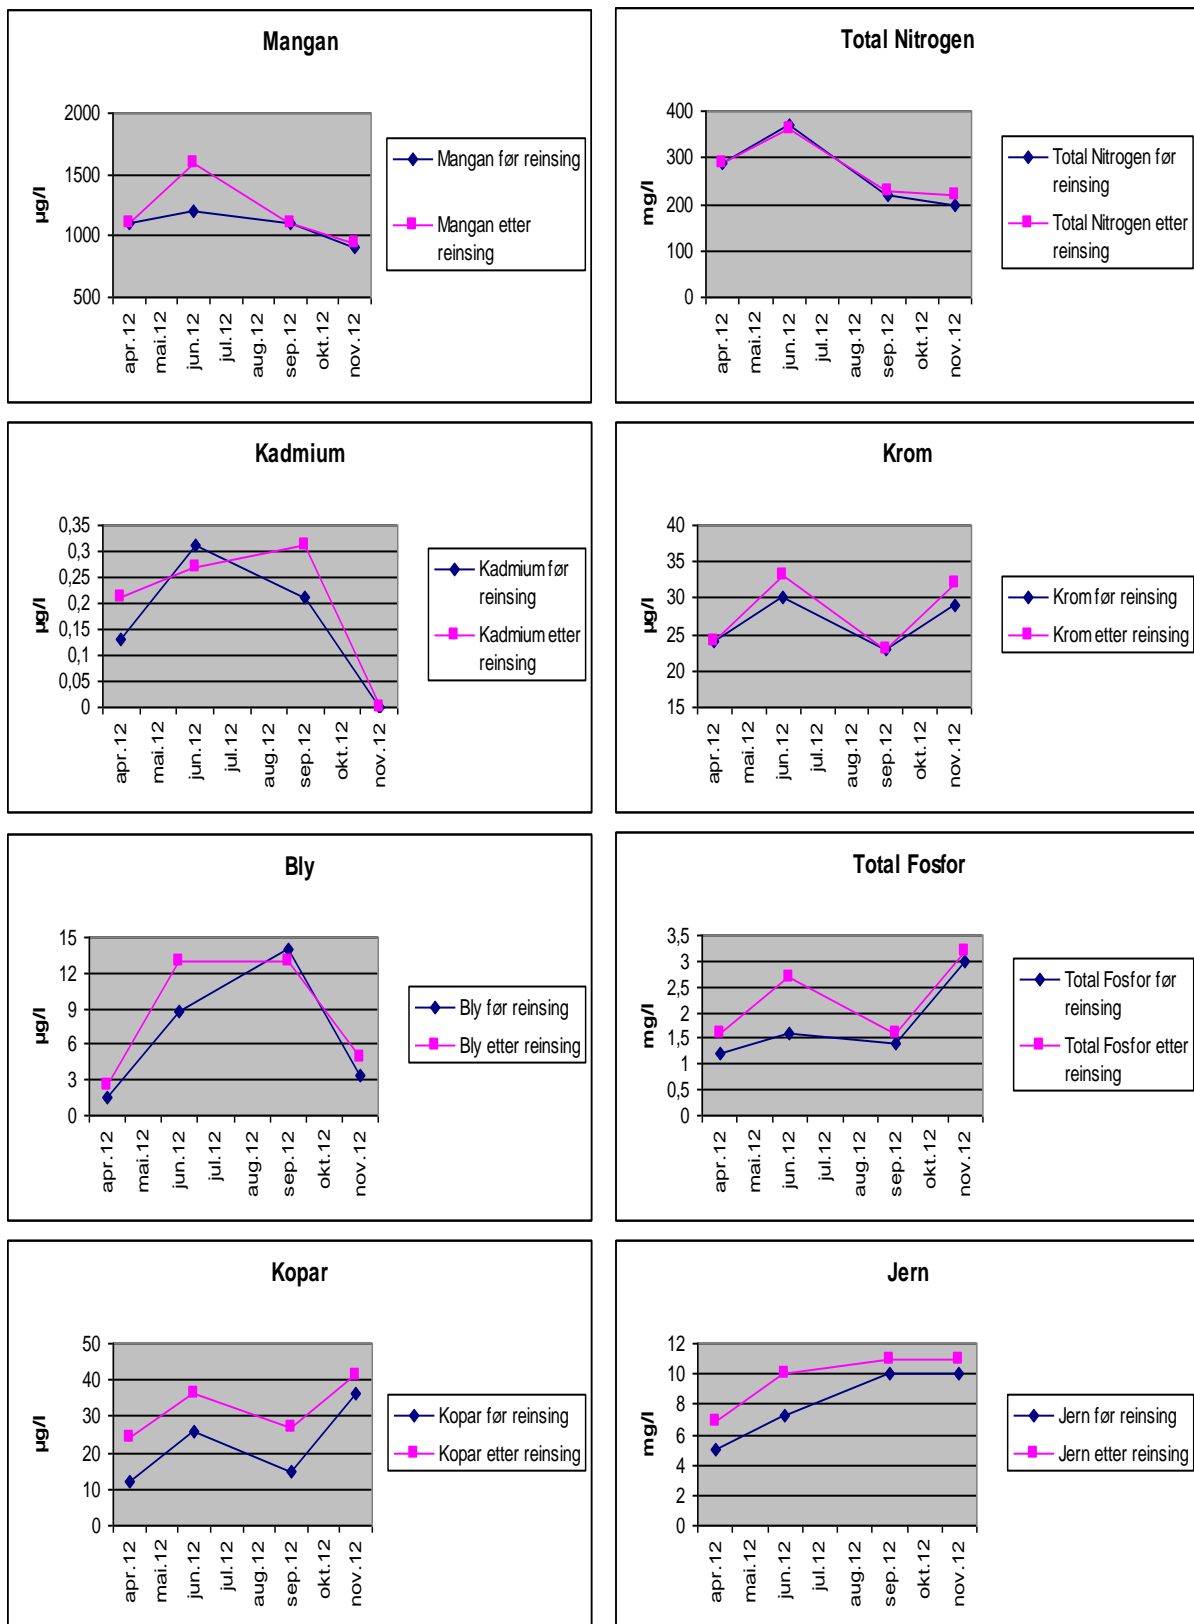 Mangan
2000
1500
1000
500
µg/l
apr.12
mai.12
jun.12
jul.12
aug.12
sep.12
okt.12
nov.12
Mangan før reinsing
Mangan etter
reinsing
Total Nitrogen
400
300
200
100
0
mg/l
apr.12
mai.12
jun.12
jul.12
aug.12
sep.12
okt.12
nov.12
Total Nitrogen før
reinsing
Total Nitrogen etter
reinsing
Kadmium
0,35
0,3
0,25
0,2
0,15
0,1
0,05
0
µg/l
apr.12
mai.12
jun.12
jul.12
aug.12
sep.12
okt.12
nov.12
Kadmium før
reinsing
Kadmium etter
reinsing
Krom
40
35
30
25
20
15
µg/l
apr.12
mai.12
jun.12
jul.12
aug.12
sep.12
okt.12
nov.12
Krom før reinsing
Krom etter reinsing
Bly
15
12
9
6
3
0
µg/l
apr.12
mai.12
jun.12
jul.12
aug.12
sep.12
okt.12
nov.12
Bly før reinsing
Bly etter reinsing
Total Fosfor
3,5
3
2,5
2
1,5
1
0,5
0
mg/l
apr.12
mai.12
jun.12
jul.12
aug.12
sep.12
okt.12
nov.12
Total Fosfor før
reinsing
Total Fosfor etter
reinsing
Kopar
50
40
30
20
10
0
µg/l
apr.12
mai.12
jun.12
jul.12
aug.12
sep.12
okt.12
nov.12
Kopar før reinsing
Kopar etter reinsing
Jern
12
10
8
6
4
2
0
mg/l
apr.12
mai.12
jun.12
jul.12
aug.12
sep.12
okt.12
nov.12
Jern før reinsing
Jern etter reinsing